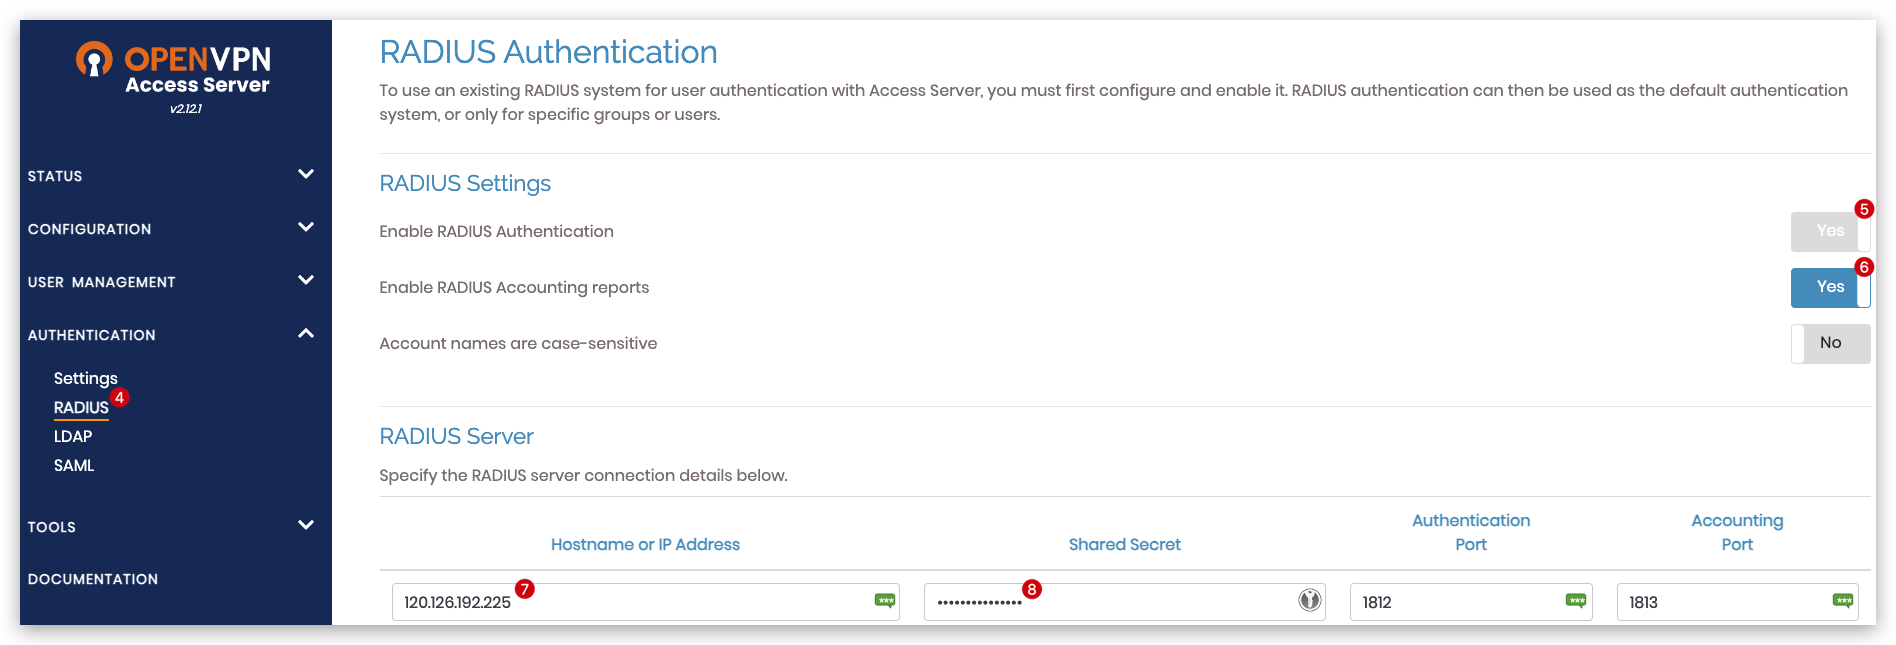 OPENVPN
Access Server
v2.12.1
STATUS
CONFIGURATION
USER MANAGEMENT
AUTHENTICATION
Settings
RADIUS 4
LDAP
SAML
TOOLS
DOCUMENTATION
RADIUS Authentication
To use an existing RADIUS system for user authentication with Access Server, you must first configure and enable it. RADIUS authentication can then be used as the default authentication
system, or only for specific groups or users.
RADIUS Settings
Enable RADIUS Authentication Yes 5
Enable RADIUS Accounting reports Yes 6
Account names are case-sensitive No
RADIUS Server
Specify the RADIUS server connection details below.
Hostname or IP Address
Shared Secret
Authentication
Port
Accounting
Port
120.126.192.225 7 ***
••••••••••••••• 8
1812 ***
1813 ***